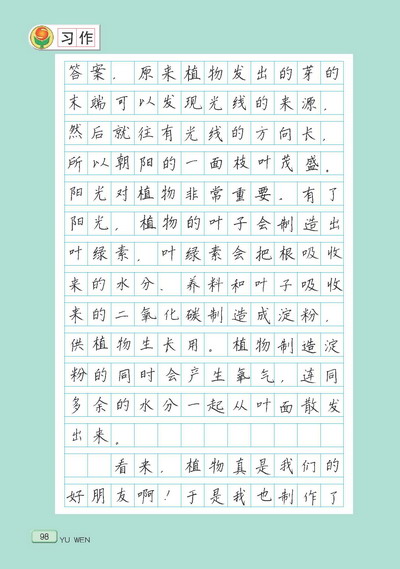 习作
答案，原来植物发出的芽的
末端可以发现光线的来源，
然后就往有光线的方向长，
所以朝阳的一面枝叶茂盛。
阳光对植物非常重要。有了
阳光，植物的叶子会制造出
叶绿素，叶绿素会把根吸收
来的水分、养料和叶子吸收
来的二氧化碳制造成淀粉，
供植物生长用。植物制造淀
粉的同时会产生氧气，连同
多余的水分一起从叶面散发
出来。
看来，植物真是我们的
好朋友啊！于是我也制作了
98 YU WEN